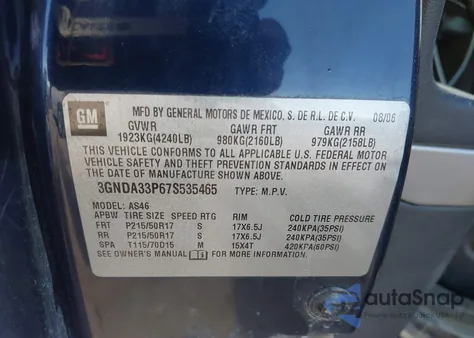 GM
MFD BY GENERAL MOTORS DE MEXICO, S. DE R.L. DE C.V. 08/06
GVWR GAWR FRT GAWR RR
1923KG(4240LB) 980KG(2160LB) 979KG(2158LB)
THIS VEHICLE CONFORMS TO ALL APPLICABLE U.S. FEDERAL MOTOR
VEHICLE SAFETY AND THEFT PREVENTION STANDARDS IN EFFECT ON
THE DATE OF MANUFACTURE SHOWN ABOVE.
3GNDA33P67S535465 TYPE: M.P.V.
MODEL: AS46
APBW TIRE SIZE SPEED RTG RIM COLD TIRE PRESSURE
FRT P215/50R17 S 17X6.5J 240KPA(35PSI)
RR P215/50R17 S 17X6.5J 240KPA(35PSI)
SPA T115/70D15 M 15X4T 420KPA(60PSI)
SEE OWNER'S MANUAL FOR MORE INFORMATION.
autoSnap